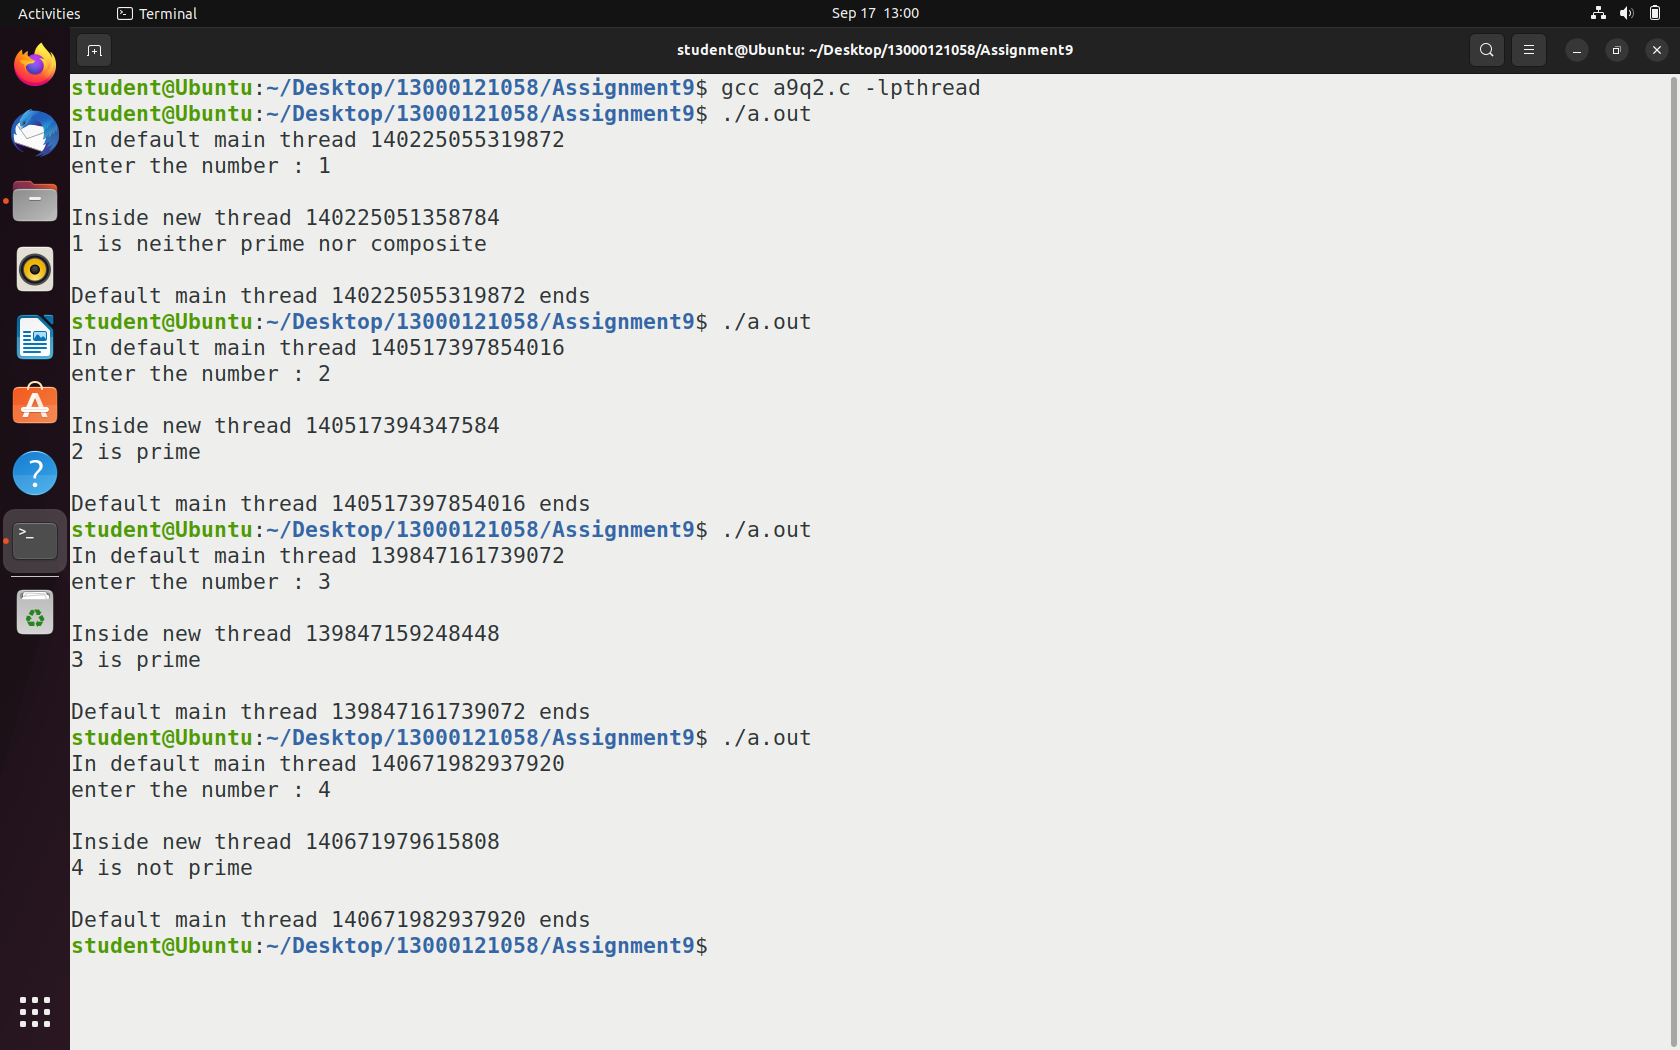 Activities
Terminal
Sep 17 13:00
student@Ubuntu: ~/Desktop/13000121058/Assignment9
student@Ubuntu:~/Desktop/13000121058/Assignment9$ gcc a9q2.c -lpthread
student@Ubuntu:~/Desktop/13000121058/Assignment9$ ./a.out
In default main thread 140225055319872
enter the number : 1
Inside new thread 140225051358784
1 is neither prime nor composite
Default main thread 140225055319872 ends
student@Ubuntu:~/Desktop/13000121058/Assignment9$ ./a.out
In default main thread 140517397854016
enter the number : 2
Inside new thread 140517394347584
2 is prime
Default main thread 140517397854016 ends
student@Ubuntu:~/Desktop/13000121058/Assignment9$ ./a.out
In default main thread 139847161739072
enter the number : 3
Inside new thread 139847159248448
3 is prime
Default main thread 139847161739072 ends
student@Ubuntu:~/Desktop/13000121058/Assignment9$ ./a.out
In default main thread 140671982937920
enter the number : 4
Inside new thread 140671979615808
4 is not prime
Default main thread 140671982937920 ends
student@Ubuntu:~/Desktop/13000121058/Assignment9$